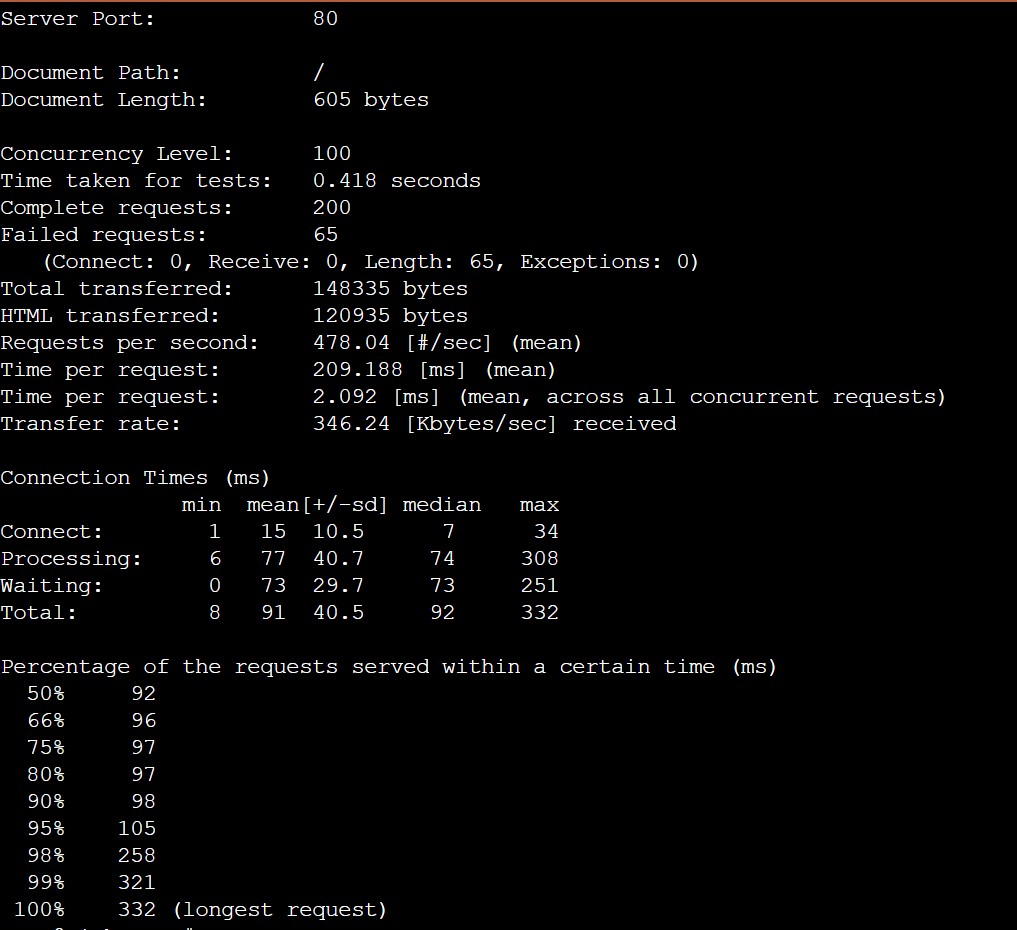 Server Port:            80
Document Path:          /
Document Length:        605 bytes
Concurrency Level:      100
Time taken for tests:   0.418 seconds
Complete requests:      200
Failed requests:        65
   (Connect: 0, Receive: 0, Length: 65, Exceptions: 0)
Total transferred:      148335 bytes
HTML transferred:       120935 bytes
Requests per second:    478.04 [#/sec] (mean)
Time per request:       209.188 [ms] (mean)
Time per request:       2.092 [ms] (mean, across all concurrent requests)
Transfer rate:          346.24 [Kbytes/sec] received
Connection Times (ms)
              min  mean[+/-sd] median   max
Connect:        1   15  10.5      7      34
Processing:     6   77  40.7     74     308
Waiting:        0   73  29.7     73     251
Total:          8   91  40.5     92     332
Percentage of the requests served within a certain time (ms)
  50%     92
  66%     96
  75%     97
  80%     97
  90%     98
  95%    105
  98%    258
  99%    321
 100%    332 (longest request)